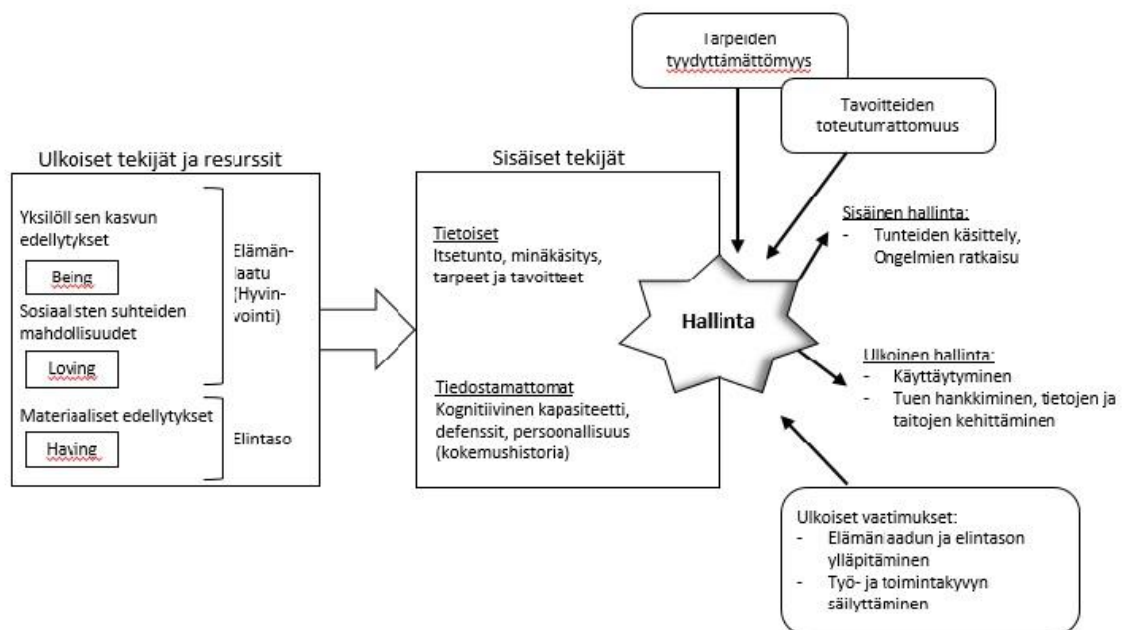 Tarpeiden
tyydyttämättömyys
Tavoitteiden
toteutumattomuus
Ulkoiset tekijät ja resurssit
Yksilöllisen kasvun
edellytykset
Being
Sosiaalisten suhteiden
mahdollisuudet
Loving
Materiaaliset edellytykset
Having
Elämän-
laatu
(Hyvin-
vointi)
Elintaso
Sisäiset tekijät
Tietoiset
Itsetunto, minäkäsitys,
tarpeet ja tavoitteet
Tiedostamattomat
Kognitiivinen kapasiteetti,
defenssit, persoonallisuus
(kokemushistoria)
Hallinta
Sisäinen hallinta:
- Tunteiden käsittely,
Ongelmien ratkaisu
Ulkoinen hallinta:
- Käyttäytyminen
- Tuen hankkiminen, tietojen ja
taitojen kehittäminen
Ulkoiset vaatimukset:
- Elämänlaadun ja elintason
ylläpitäminen
- Työ- ja toimintakyvyn
säilyttäminen